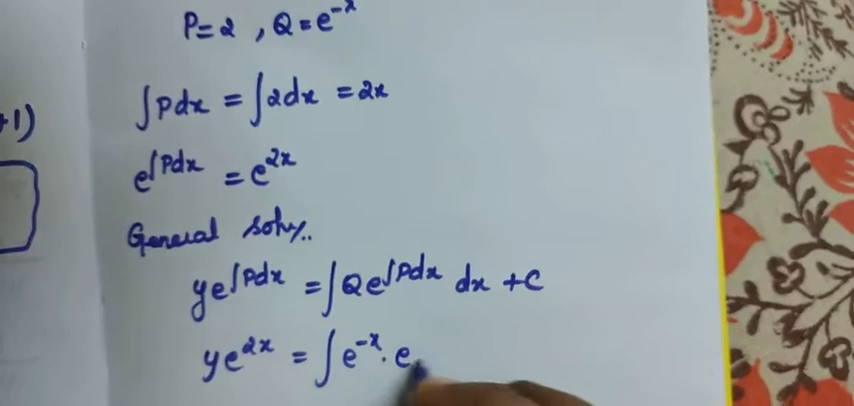 P=2 , Q=e^-x
+1)
∫Pdx = ∫2dx = 2x
e^∫Pdx = e^2x
General soln..
ye^∫Pdx = ∫Qe^∫Pdx dx +C
ye^2x = ∫e^-x. e